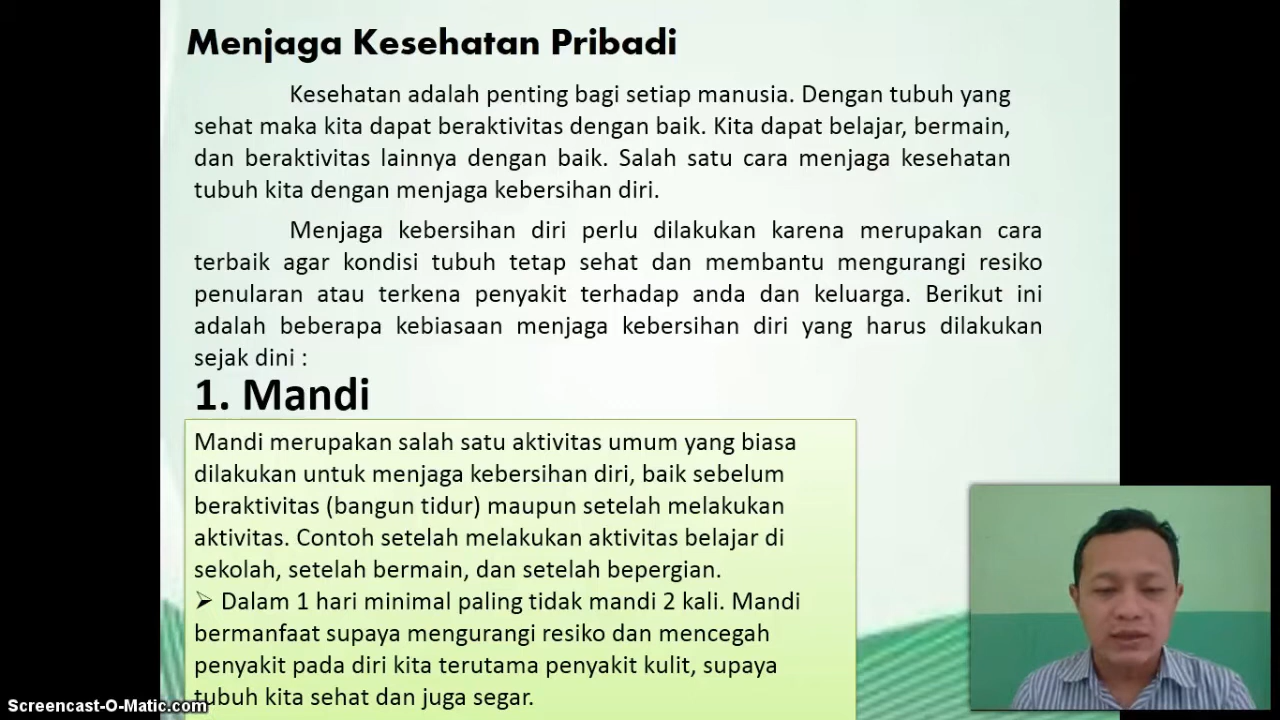 Menjaga Kesehatan Pribadi
Kesehatan adalah penting bagi setiap manusia. Dengan tubuh yang
sehat maka kita dapat beraktivitas dengan baik. Kita dapat belajar, bermain,
dan beraktivitas lainnya dengan baik. Salah satu cara menjaga kesehatan
tubuh kita dengan menjaga kebersihan diri.
Menjaga kebersihan diri perlu dilakukan karena merupakan cara
terbaik agar kondisi tubuh tetap sehat dan membantu mengurangi resiko
penularan atau terkena penyakit terhadap anda dan keluarga. Berikut ini
adalah beberapa kebiasaan menjaga kebersihan diri yang harus dilakukan
sejak dini :
1. Mandi
Mandi merupakan salah satu aktivitas umum yang biasa
dilakukan untuk menjaga kebersihan diri, baik sebelum
beraktivitas (bangun tidur) maupun setelah melakukan
aktivitas. Contoh setelah melakukan aktivitas belajar di
sekolah, setelah bermain, dan setelah bepergian.
➢ Dalam 1 hari minimal paling tidak mandi 2 kali. Mandi
bermanfaat supaya mengurangi resiko dan mencegah
penyakit pada diri kita terutama penyakit kulit, supaya
tubuh kita sehat dan juga segar.
Screencast-O-Matic.com